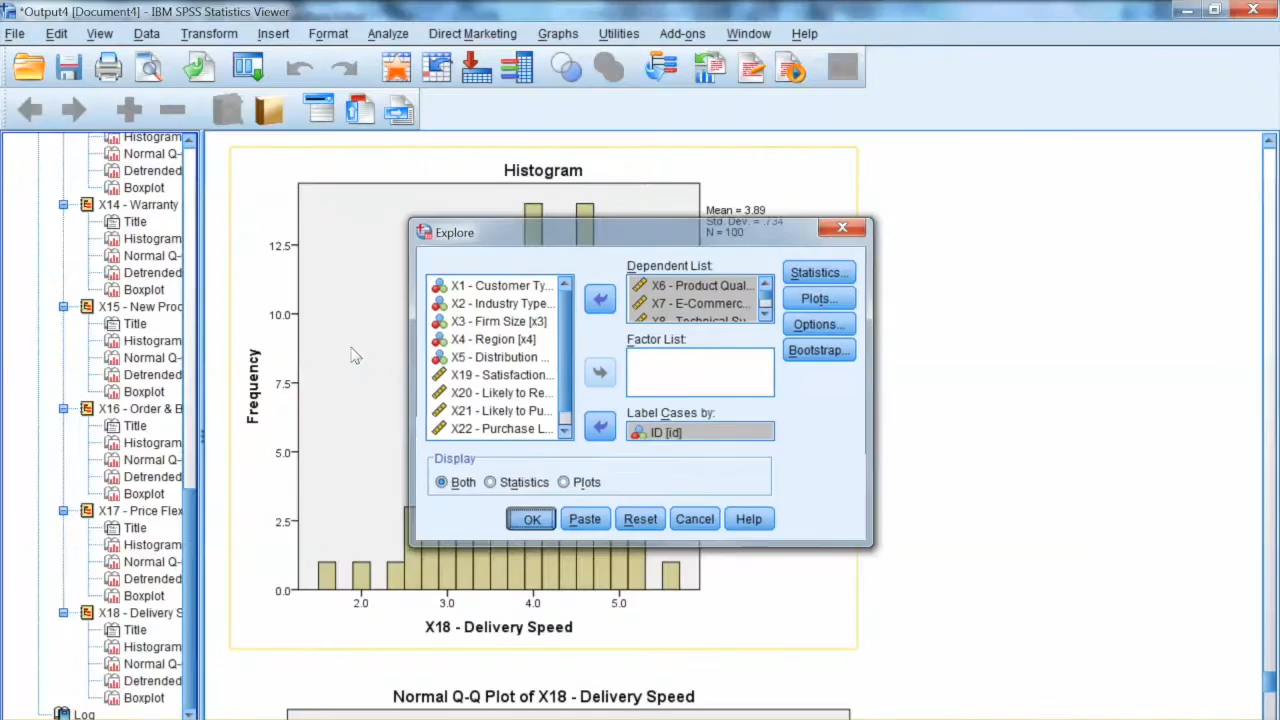 *Output4 [Document4] - IBM SPSS Statistics Viewer
File Edit View Data Transform Insert Format Analyze Direct Marketing Graphs Utilities Add-ons Window Help
Histogram
Normal Q-
Detrended
Boxplot
X14 - Warranty
Title
Histogram
Normal Q-
Detrended
Boxplot
X15 - New Proc
Title
Histogram
Normal Q-
Detrended
Boxplot
X16 - Order & B
Title
Histogram
Normal Q-
Detrended
Boxplot
X17 - Price Flex
Title
Histogram
Normal Q-
Detrended
Boxplot
X18 - Delivery S
Title
Histogram
Normal Q-
Detrended
Boxplot
Log
Histogram
Mean = 3.89
Std. Dev. = .734
N = 100
12.5
10.0
7.5
5.0
2.5
0.0
Frequency
2.0 3.0 4.0 5.0
X18 - Delivery Speed
Normal Q-Q Plot of X18 - Delivery Speed
Explore
X1 - Customer Ty...
X2 - Industry Type...
X3 - Firm Size [x3]
X4 - Region [x4]
X5 - Distribution ...
X19 - Satisfaction...
X20 - Likely to Re...
X21 - Likely to Pu...
X22 - Purchase L...
Dependent List:
X6 - Product Qual...
X7 - E-Commerc...
X8 - Technical Su...
Factor List:
Label Cases by:
ID [id]
Statistics...
Plots...
Options...
Bootstrap...
Display
Both Statistics Plots
OK Paste Reset Cancel Help